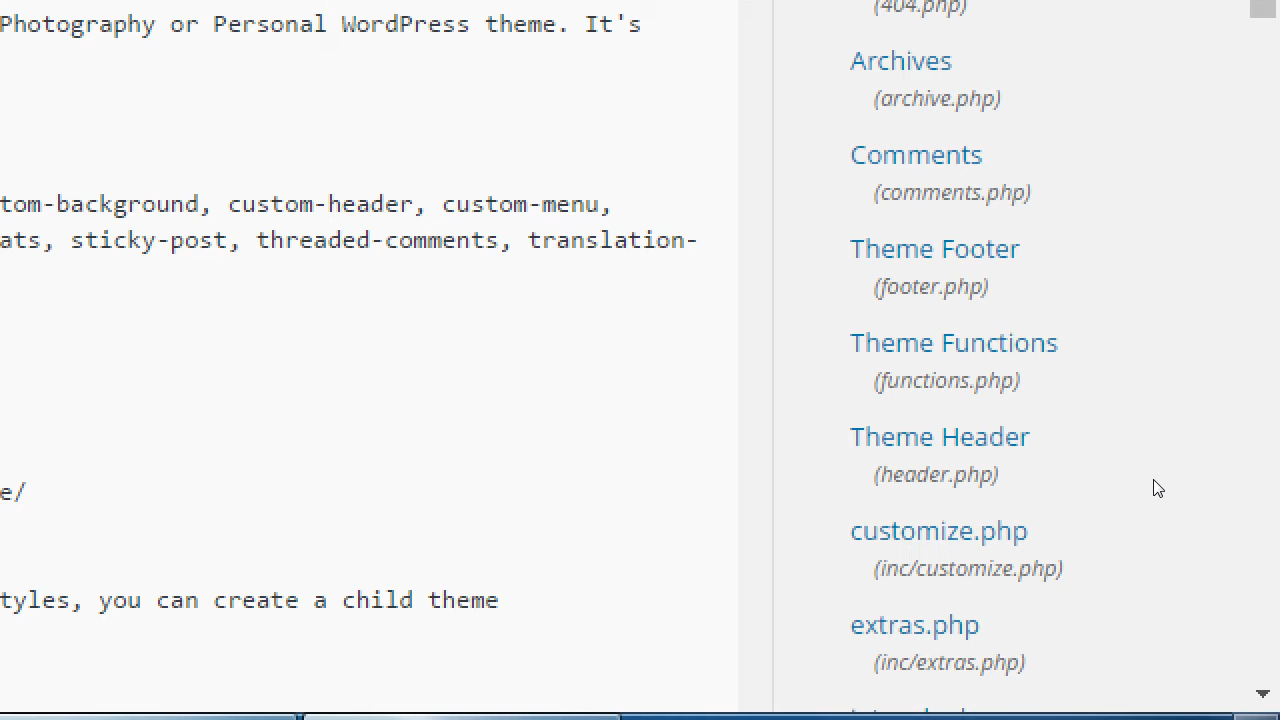 Photography or Personal WordPress theme. It's
tom-background, custom-header, custom-menu,
ats, sticky-post, threaded-comments, translation-
e/
tyles, you can create a child theme
(404.php)
Archives
(archive.php)
Comments
(comments.php)
Theme Footer
(footer.php)
Theme Functions
(functions.php)
Theme Header
(header.php)
customize.php
(inc/customize.php)
extras.php
(inc/extras.php)